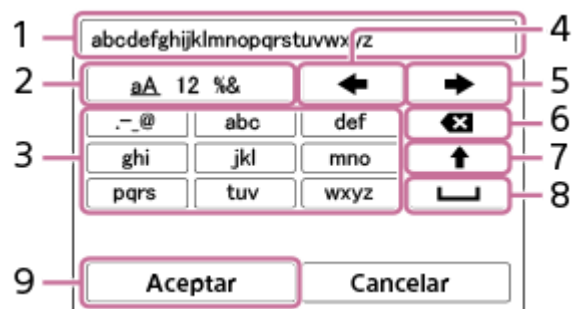 1
abcdefghijklmnopqrstuvwxyz
4
2
aA 12 %&
5
.-_@ abc def
6
3
ghi jkl mno
7
pqrs tuv wxyz
8
9
Aceptar Cancelar